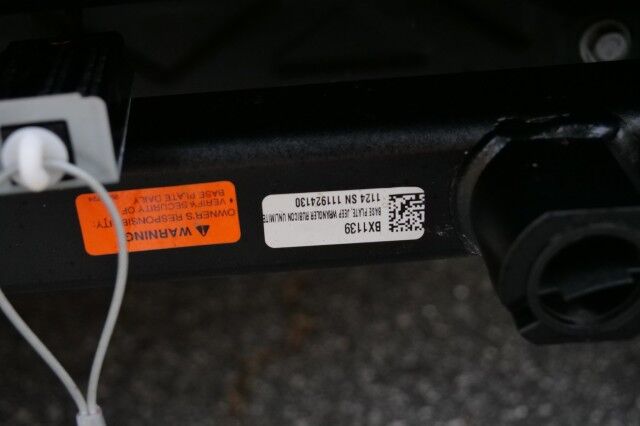 BX1139
BASE PLATE, JEEP WRANGLER RUBICON UNLIMITE
1124 SN 111924130
WARNING:
OWNER'S RESPONSIBILITY:
• VERIFY SECURITY OF
BASE PLATE DAILY